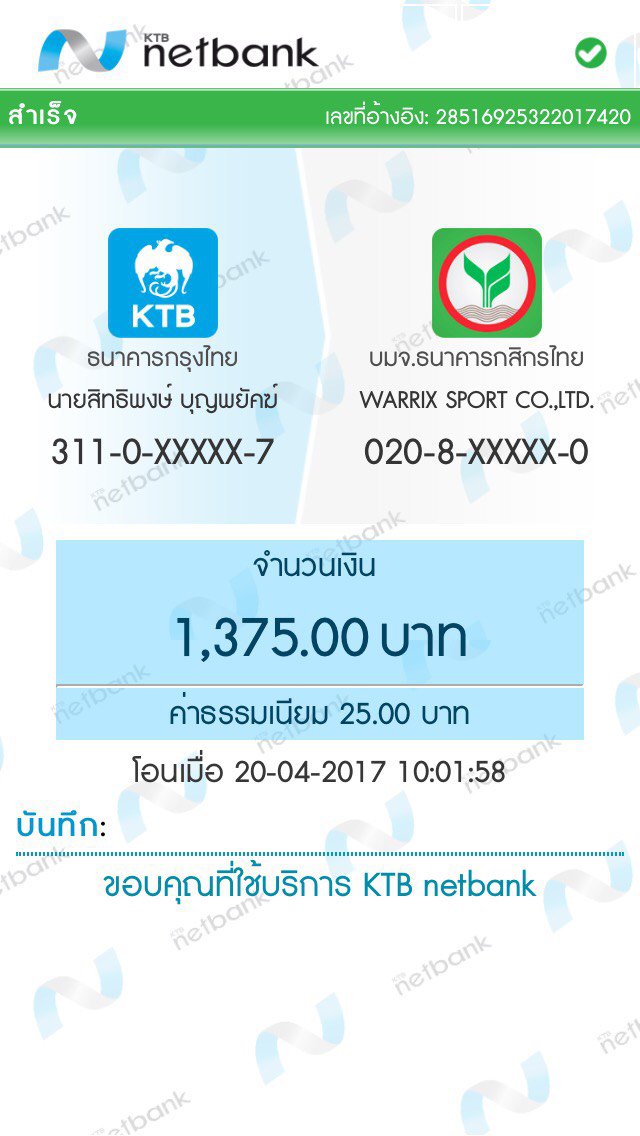 KTB
netbank
สำเร็จ
เลขที่อ้างอิง: 28516925322017420
KTB
ธนาคารกรุงไทย
นายสิทธิพงษ์ บุญพยัคฆ์
311-0-XXXXX-7
บมจ.ธนาคารกสิกรไทย
WARRIX SPORT CO.,LTD.
020-8-XXXXX-0
จำนวนเงิน
1,375.00 บาท
ค่าธรรมเนียม 25.00 บาท
โอนเมื่อ 20-04-2017 10:01:58
บันทึก:
ขอบคุณที่ใช้บริการ KTB netbank